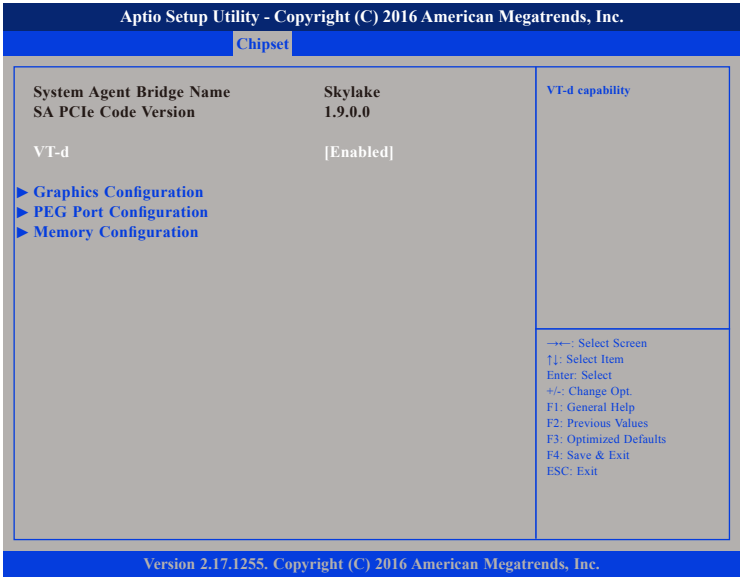 Aptio Setup Utility - Copyright (C) 2016 American Megatrends, Inc.
Chipset
System Agent Bridge Name Skylake
SA PCIe Code Version 1.9.0.0
VT-d [Enabled]
▶ Graphics Configuration
▶ PEG Port Configuration
▶ Memory Configuration
VT-d capability
→←: Select Screen
↑↓: Select Item
Enter: Select
+/-: Change Opt.
F1: General Help
F2: Previous Values
F3: Optimized Defaults
F4: Save & Exit
ESC: Exit
Version 2.17.1255. Copyright (C) 2016 American Megatrends, Inc.